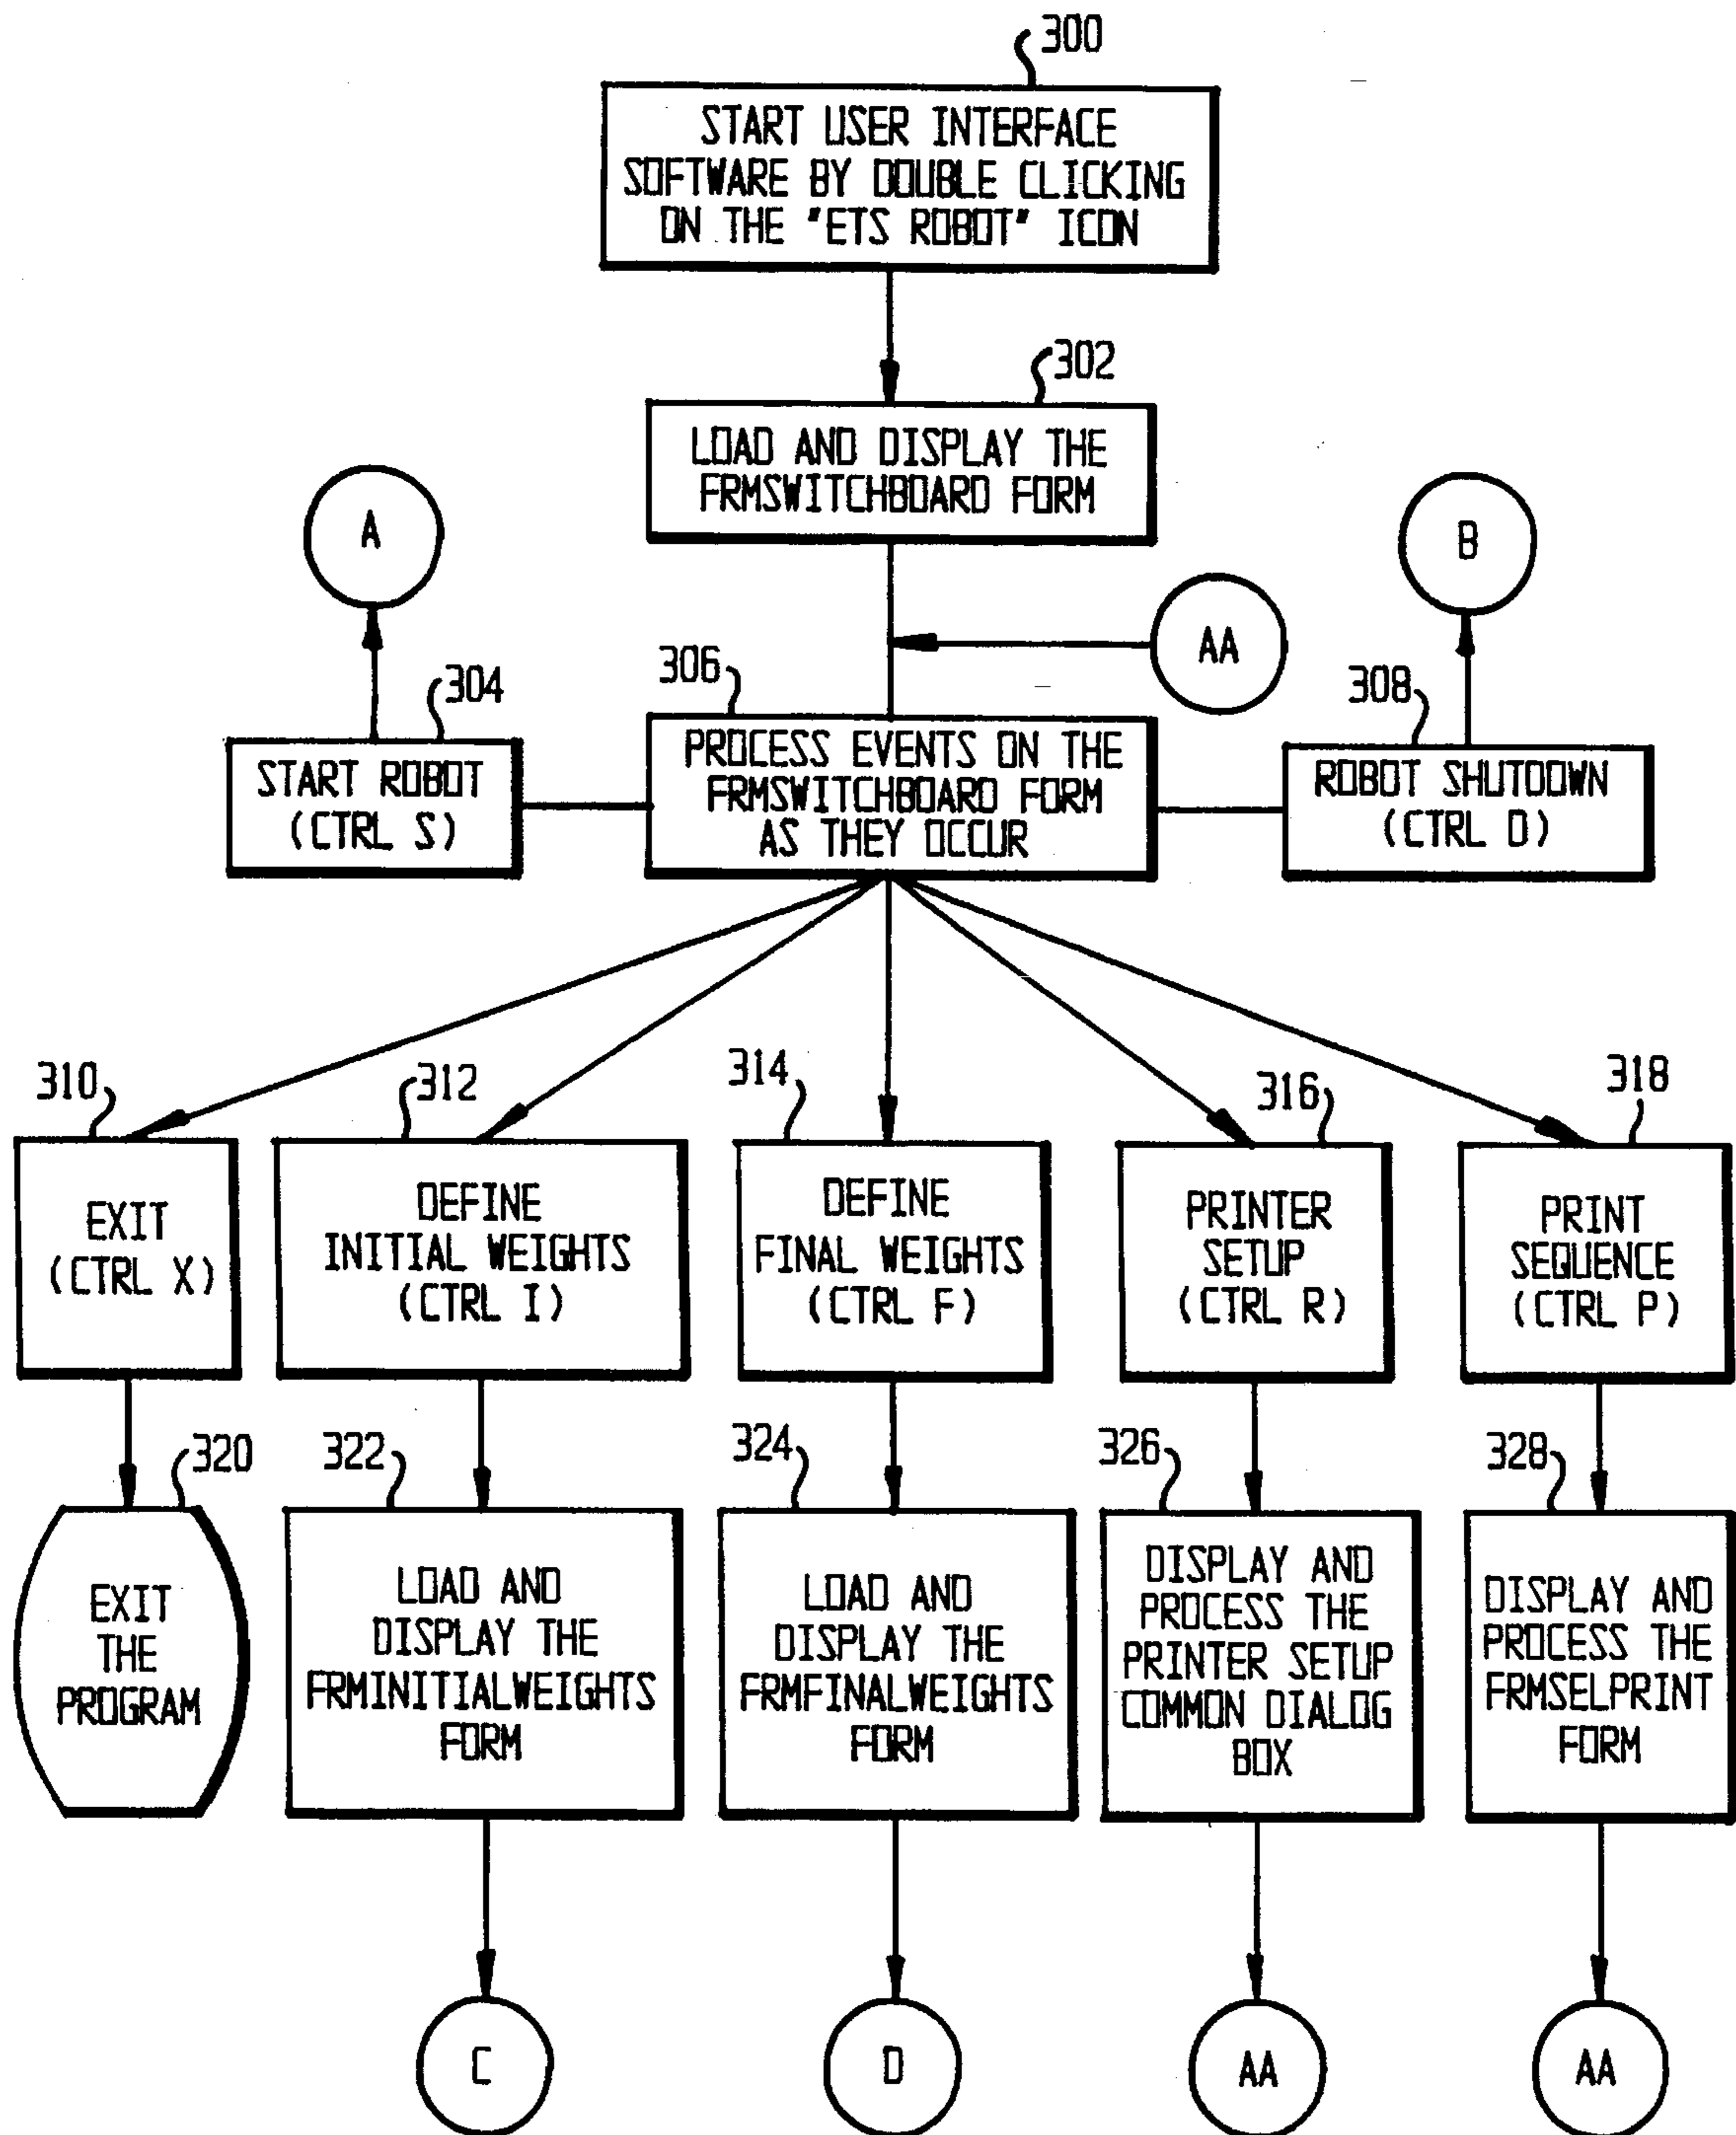 300
START USER INTERFACE
SOFTWARE BY DOUBLE CLICKING
ON THE "ETS ROBOT" ICON
302
LOAD AND DISPLAY THE
FRMSWITCHBOARD FORM
A
B
AA
304
START ROBOT
(CTRL S)
306
PROCESS EVENTS ON THE
FRMSWITCHBOARD FORM
AS THEY OCCUR
308
ROBOT SHUTDOWN
(CTRL D)
310
EXIT
(CTRL X)
312
DEFINE
INITIAL WEIGHTS
(CTRL I)
314
DEFINE
FINAL WEIGHTS
(CTRL F)
316
PRINTER
SETUP
(CTRL R)
318
PRINT
SEQUENCE
(CTRL P)
320
EXIT
THE
PROGRAM
322
LOAD AND
DISPLAY THE
FRMINITIALWEIGHTS
FORM
324
LOAD AND
DISPLAY THE
FRMFINALWEIGHTS
FORM
326
DISPLAY AND
PROCESS THE
PRINTER SETUP
COMMON DIALOG
BOX
328
DISPLAY AND
PROCESS THE
FRMSELPRINT
FORM
C
D
AA
AA